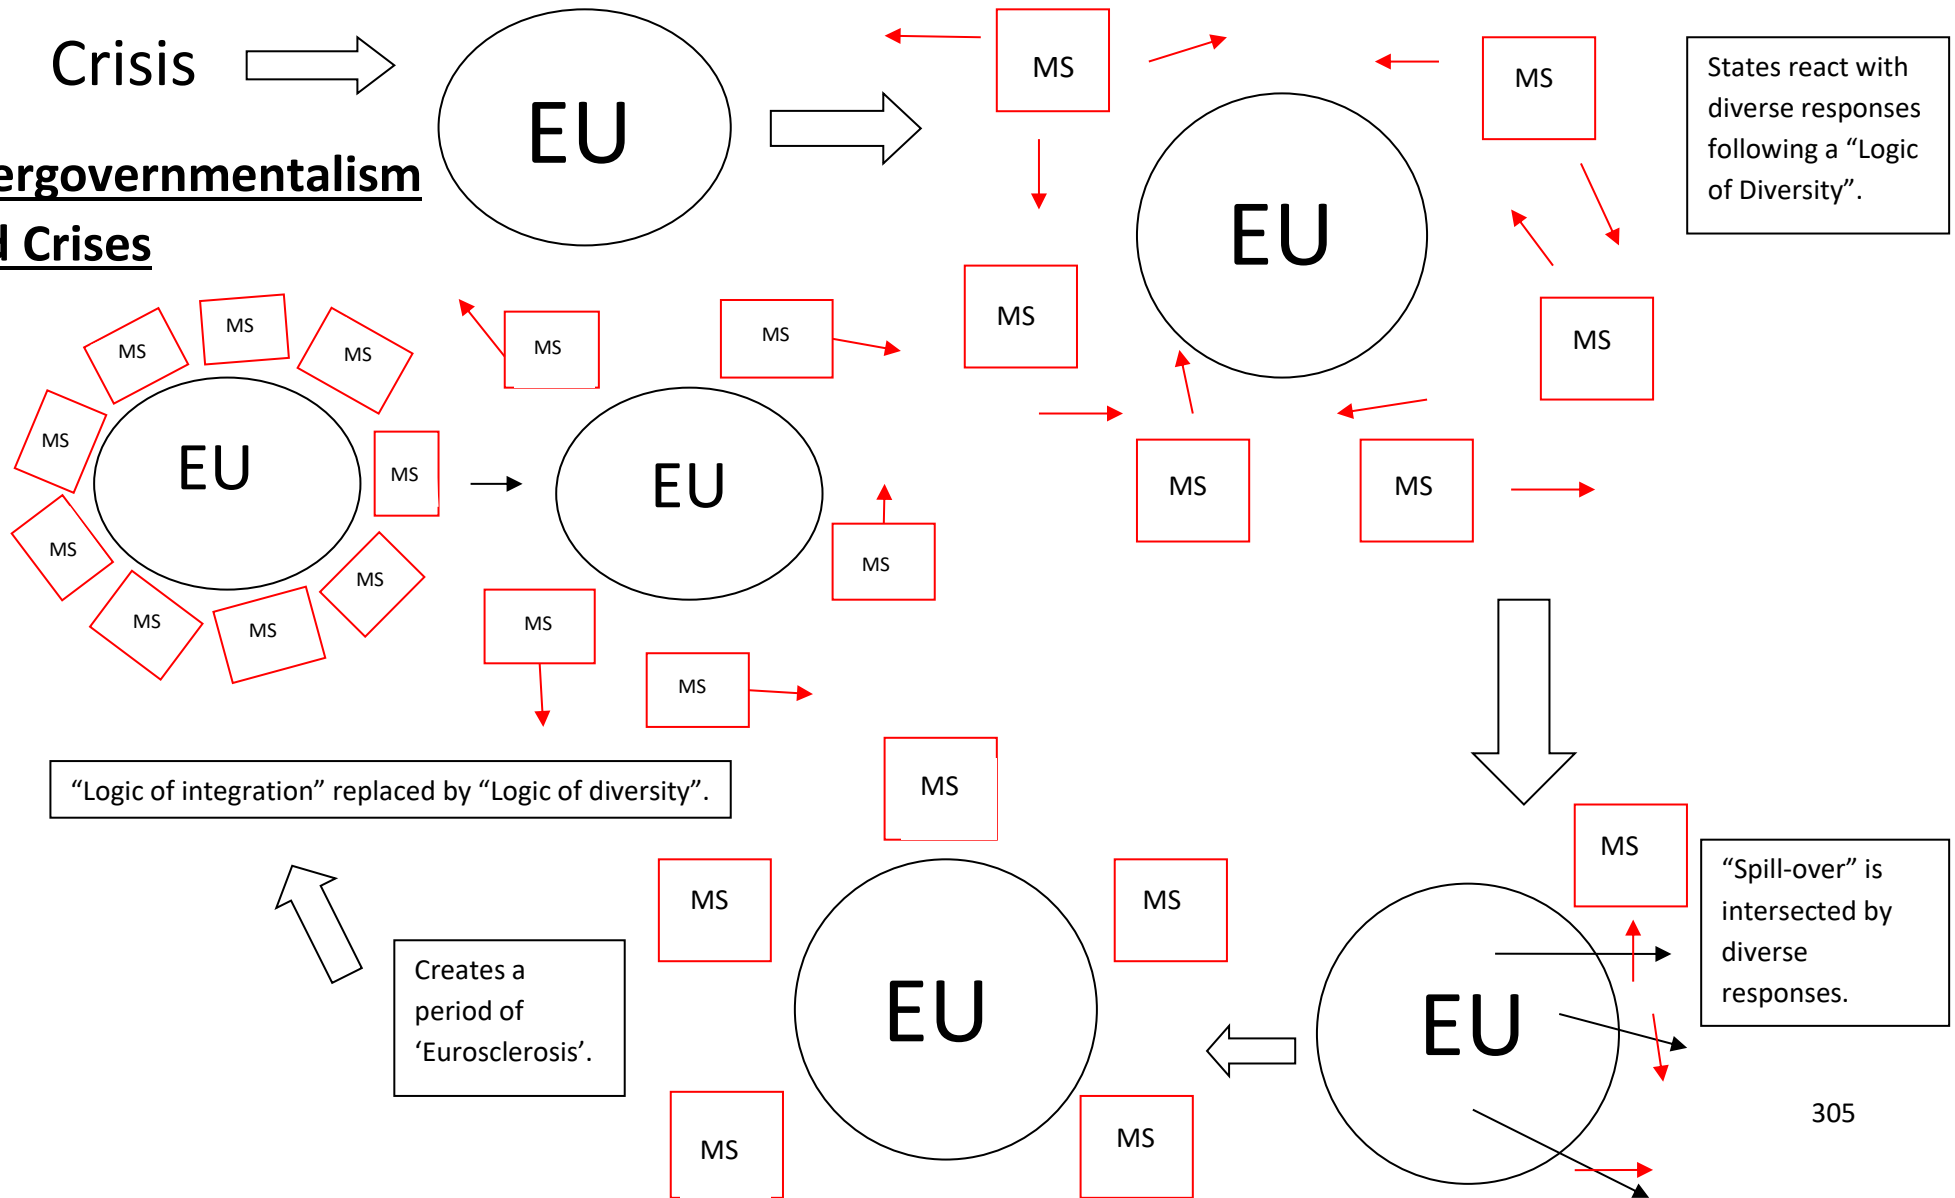 Crisis
EU
MS
MS
States react with
diverse responses
following a “Logic
of Diversity”.
ergovernmentalism
d Crises
EU
MS
MS
MS
MS
MS
MS
MS
MS
MS
MS
EU
MS
MS
MS
MS
MS
MS
EU
MS
MS
MS
MS
“Logic of integration” replaced by “Logic of diversity”.
MS
MS
MS
EU
MS
MS
Creates a
period of
‘Eurosclerosis’.
MS
EU
“Spill-over” is
intersected by
diverse
responses.
305